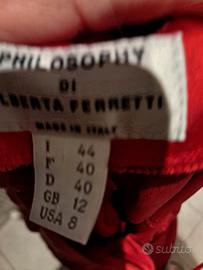 PHILOSOPHY
DI
ALBERTA FERRETTI
MADE IN ITALY
I 44
F 40
D 40
GB 12
USA 8
subito